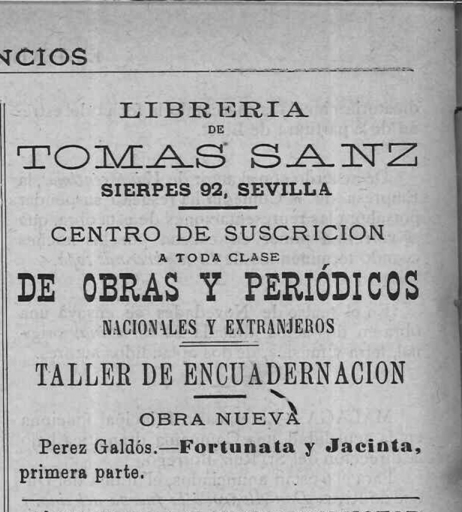 NCIOS
LIBRERIA
DE
TOMAS SANZ
SIERPES 92, SEVILLA
CENTRO DE SUSCRICION
A TODA CLASE
DE OBRAS Y PERIÓDICOS
NACIONALES Y EXTRANJEROS
TALLER DE ENCUADERNACION
OBRA NUEVA
Perez Galdós.—Fortunata y Jacinta,
primera parte.